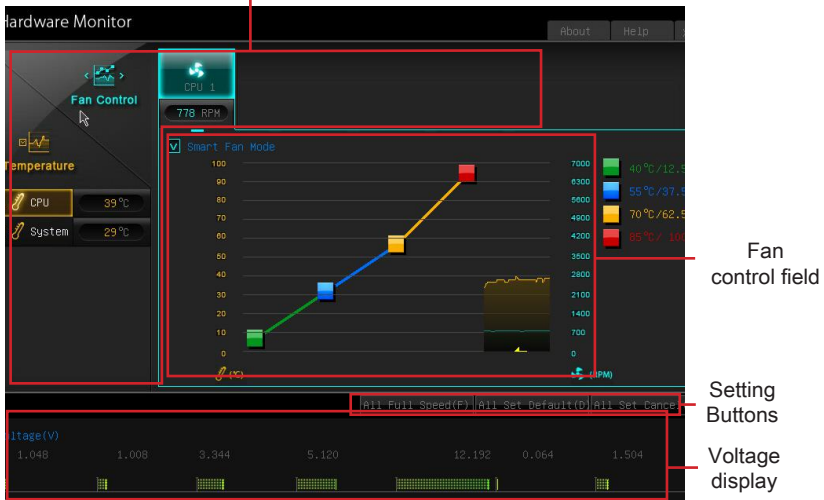 Hardware Monitor
About
Help
CPU 1
Fan Control
778 RPM
Smart Fan Mode
Temperature
CPU 39℃
System 29℃
100
90
80
70
60
50
40
30
20
10
0
(℃)
7000
6300
5600
4900
4200
3500
2800
2100
1400
700
0
(RPM)
40℃/12.5
55℃/37.5
70℃/62.5
85℃/ 100
Fan
control field
All Full Speed(F) All Set Default(D) All Set Cance
Setting
Buttons
ltage(V)
1.048 1.008 3.344 5.120 12.192 0.064 1.504
Voltage
display